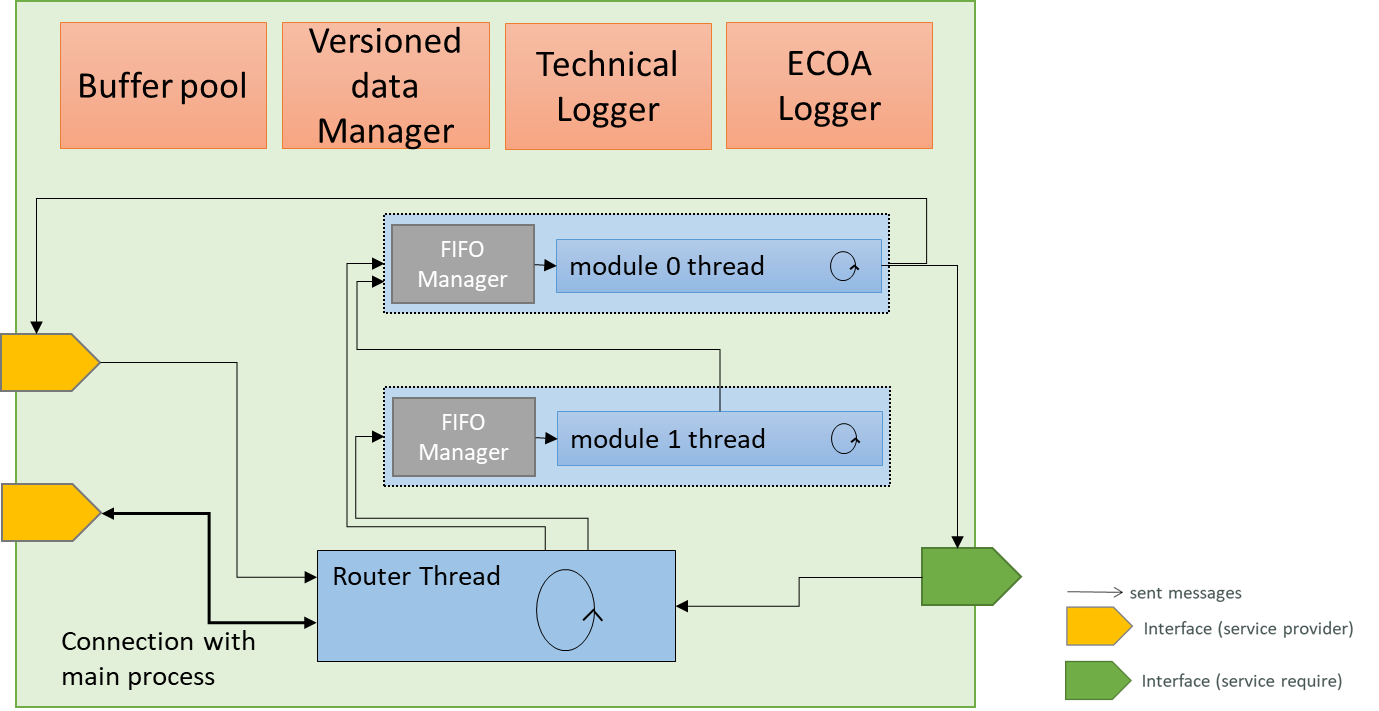 Buffer pool
Versioned
data
Manager
Technical
Logger
ECOA
Logger
FIFO
Manager
module 0 thread
FIFO
Manager
module 1 thread
Router Thread
Connection with
main process
sent messages
Interface (service provider)
Interface (service require)